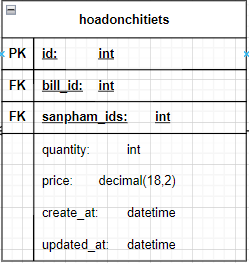 hoadonchitiets
PK id: int
FK bill_id: int
FK sanpham_ids: int
quantity: int
price: decimal(18,2)
create_at: datetime
updated_at: datetime